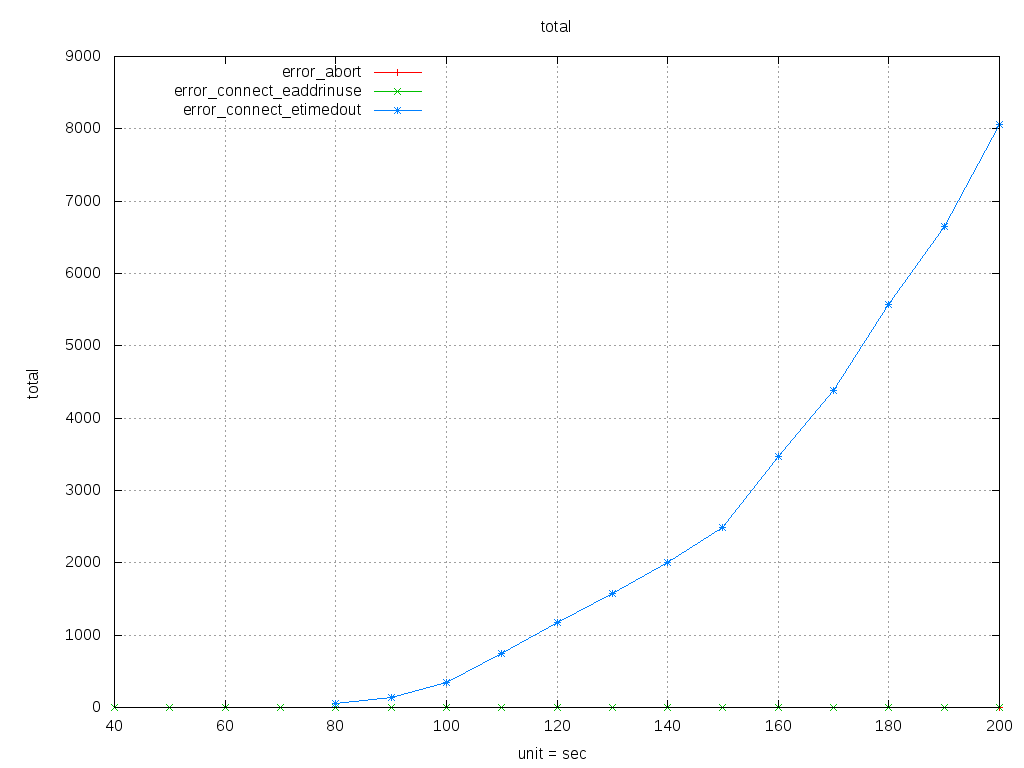 total
9000
8000
7000
6000
5000
4000
3000
2000
1000
0
error_abort
error_connect_eaddrinuse
error_connect_etimedout
total
40 60 80 100 120 140 160 180 200
unit = sec